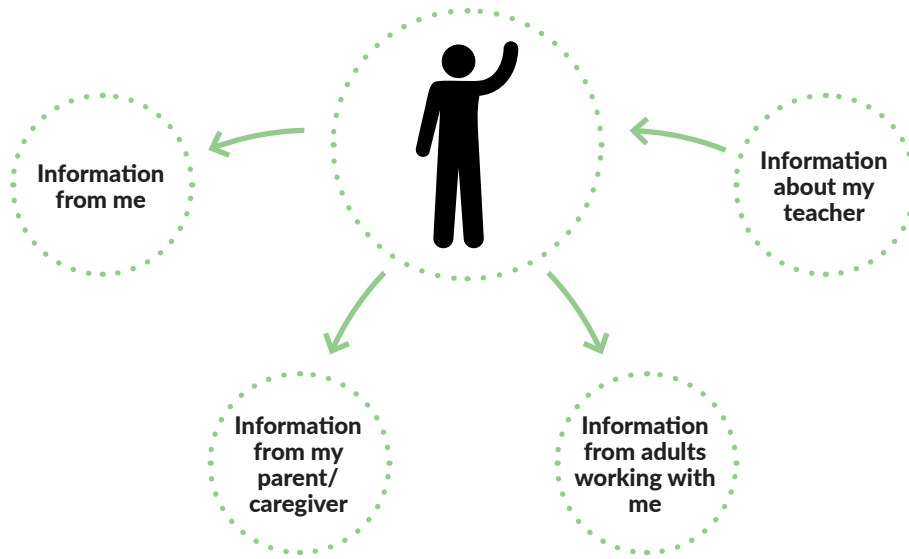 Information
from me
Information
about my
teacher
Information
from my
parent/
caregiver
Information
from adults
working with
me